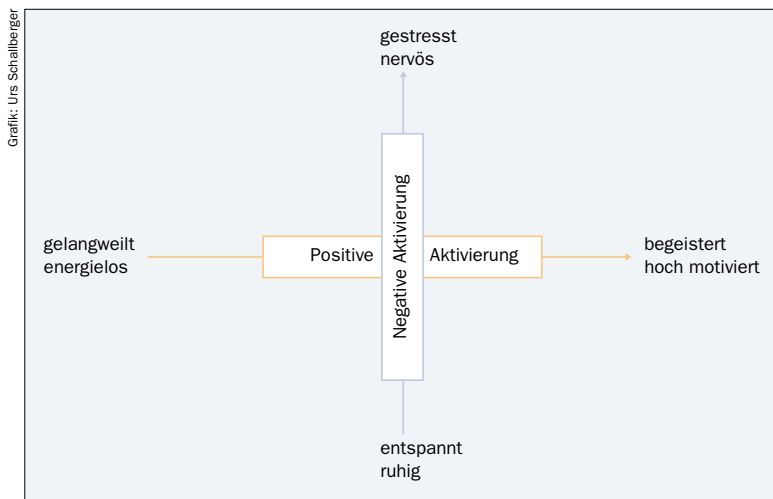 Grafik: Urs Schallberger
gestresst
nervös
gelangweilt
energielos
Positive
Negative Aktivierung
Aktivierung
begeistert
hoch motiviert
entspannt
ruhig